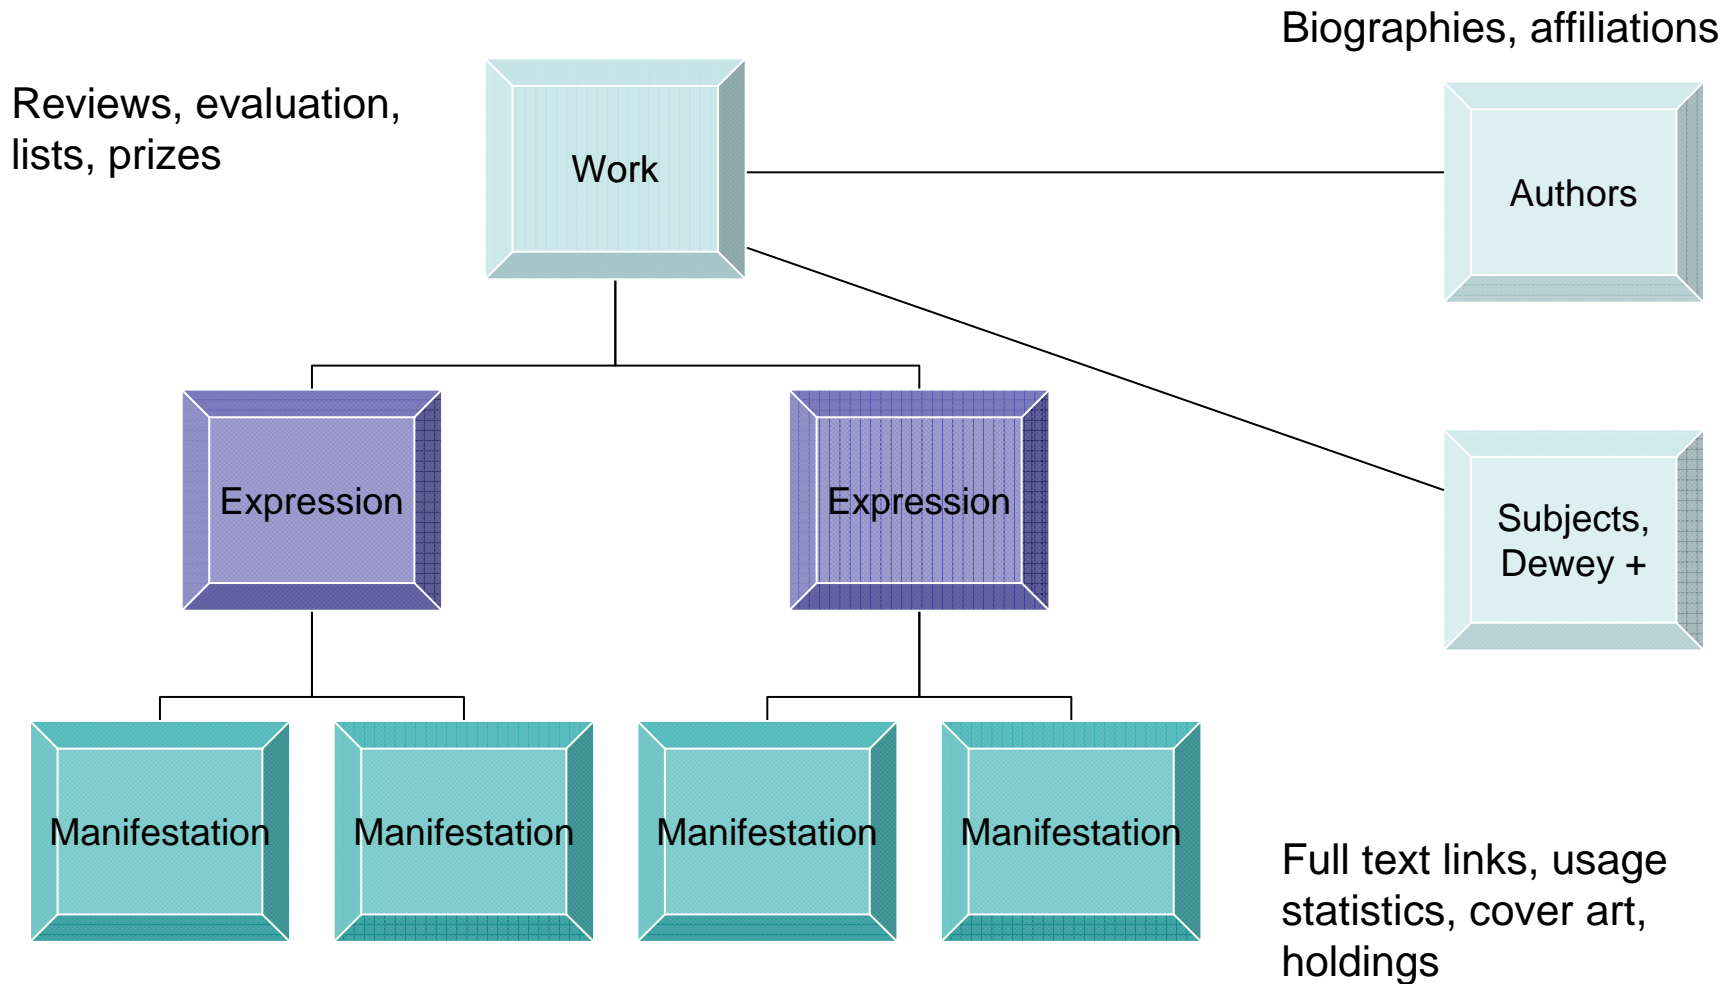 Biographies, affiliations
Reviews, evaluation,
lists, prizes
Work
Authors
Expression
Expression
Subjects,
Dewey +
Manifestation
Manifestation
Manifestation
Manifestation
Full text links, usage
statistics, cover art,
holdings